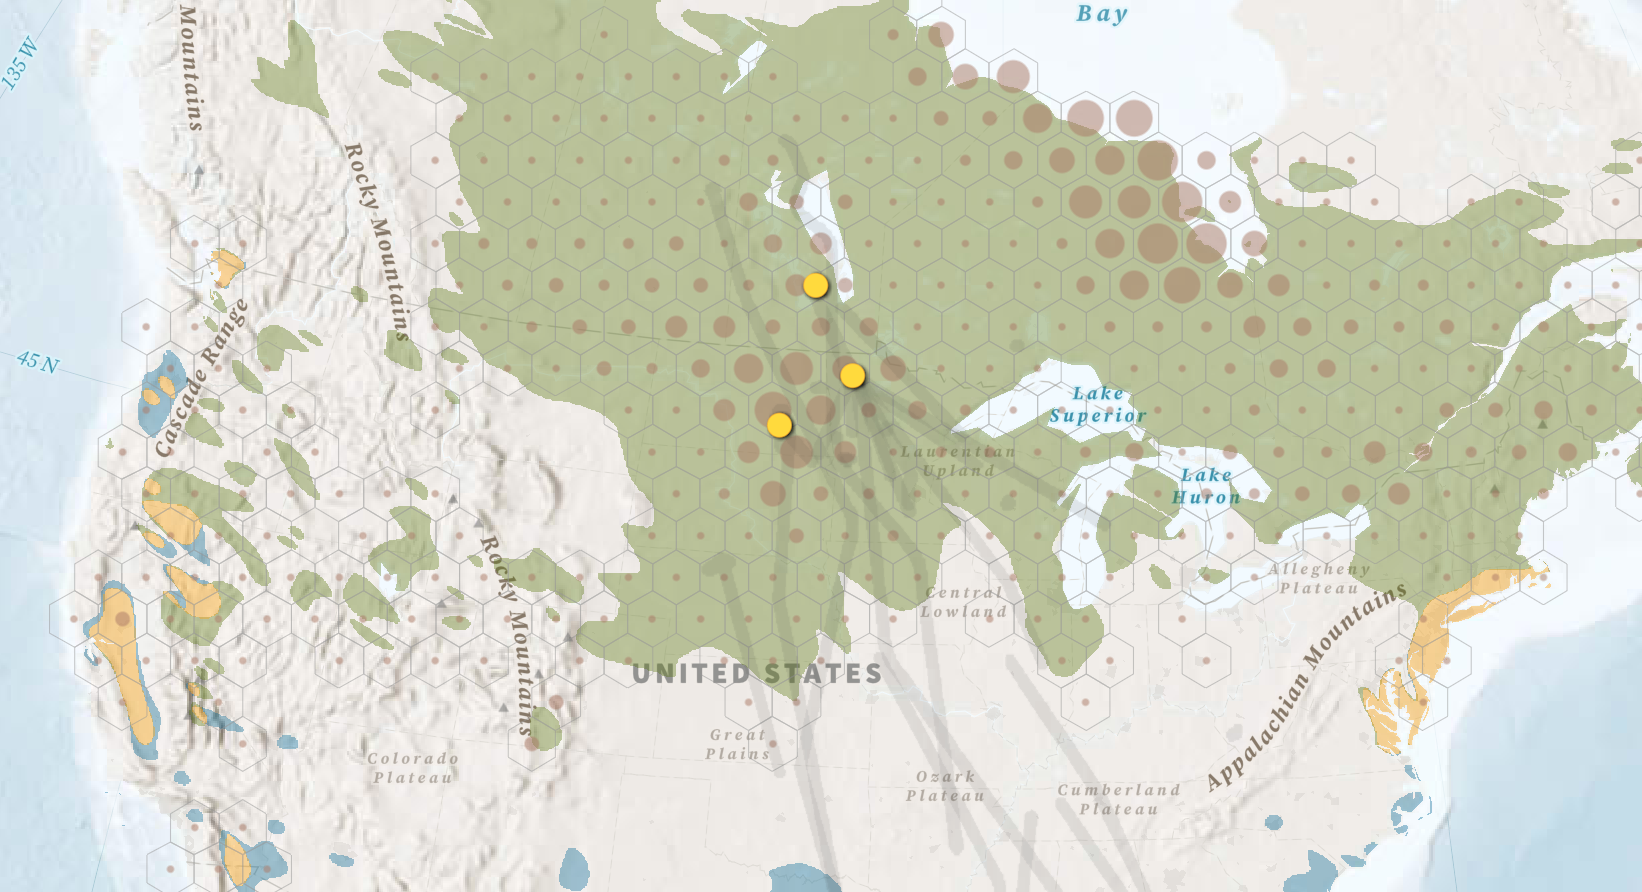 Bay
Mountains
135 W
Rocky Mountains
Cascade Range
45 N
Lake
Superior
Laurentian
Upland
Lake
Huron
Rocky Mountains
Allegheny
Plateau
Central
Lowland
Appalachian Mountains
UNITED STATES
Great
Plains
Colorado
Plateau
Ozark
Plateau
Cumberland
Plateau